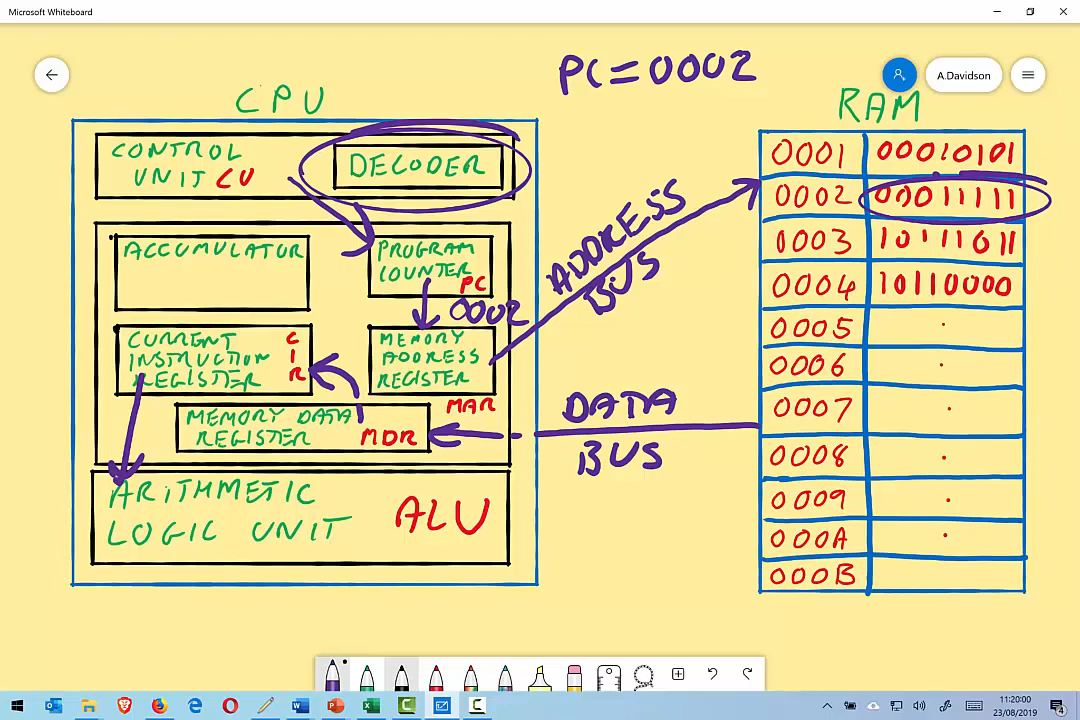 Microsoft Whiteboard
PC=0002
A.Davidson
CPU
RAM
CONTROL
UNIT CU
DECODER
ACCUMULATOR
PROGRAM
COUNTER
PC
0002
CURRENT
INSTRUCTION
REGISTER
C
I
R
MEMORY
ADDRESS
REGISTER
MAR
MEMORY DATA
REGISTER MDR
ARITHMETIC
LOGIC UNIT
ALU
ADDRESS
BUS
DATA
BUS
0001 00010101
0002 00011111
0003 10111011
0004 10110000
0005
0006
0007
0008
0009
000A
000B
11:20:00
23/08/2019
4